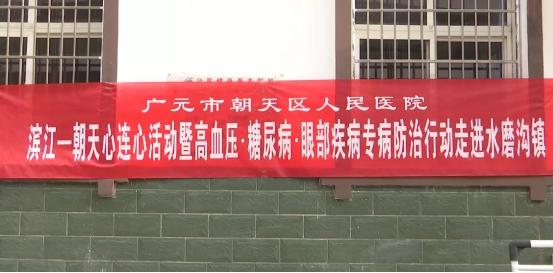 广元市朝天区人民医院
滨江一朝天心连心活动暨高血压·糖尿病·眼部疾病专病防治行动走进水磨沟镇